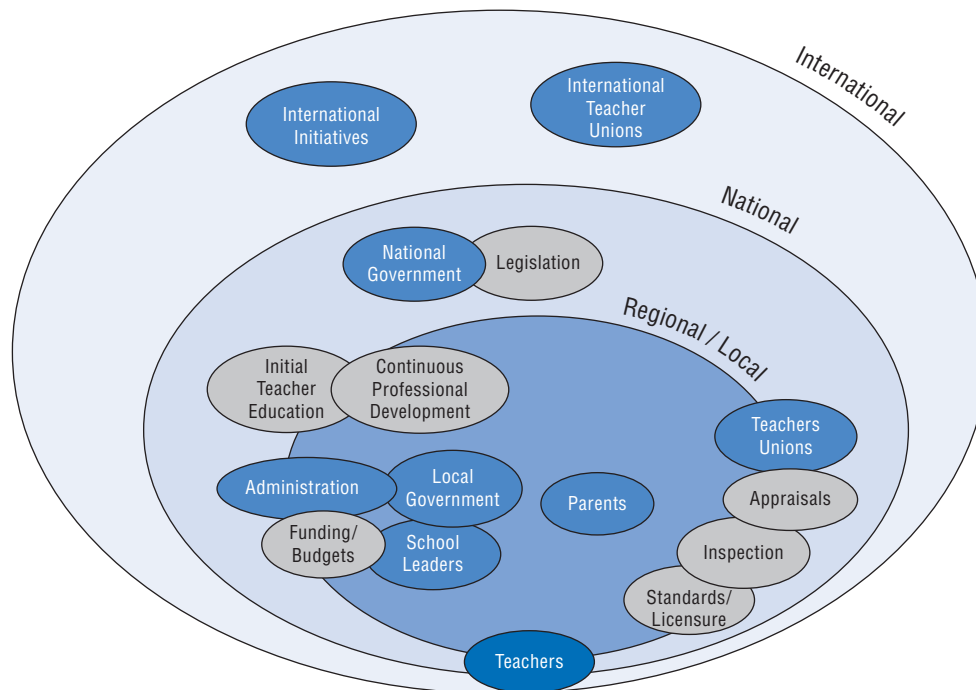 International
International
Initiatives
International
Teacher
Unions
National
National
Government
Legislation
Regional / Local
Initial
Teacher
Education
Continuous
Professional
Development
Teachers
Unions
Administration
Local
Government
Parents
Appraisals
Funding/
Budgets
School
Leaders
Inspection
Standards/
Licensure
Teachers